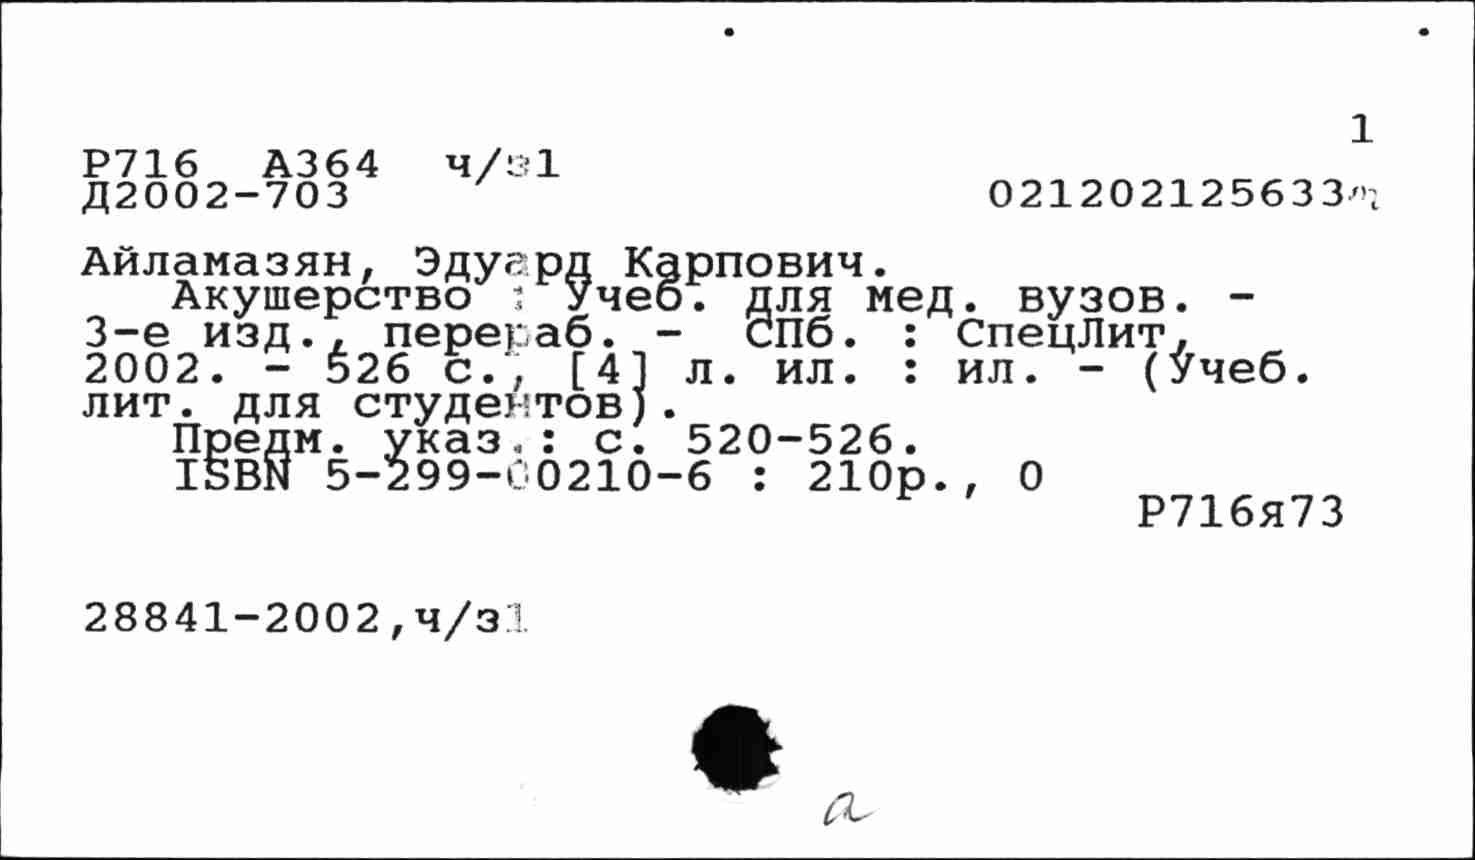 1
Р716 А364 ч/з1
Д2002-703 021202125633
Айламазян, Эдуард Карпович.
Акушерство : Учеб. для мед. вузов. -
3-е изд., перераб. - СПб. : СпецЛит,
2002. - 526 с., [4] л. ил. : ил. - (Учеб.
лит. для студентов).
Предм. указ.: с. 520-526.
ISBN 5-299-00210-6 : 210р., 0
Р716я73
28841-2002,ч/з1
а